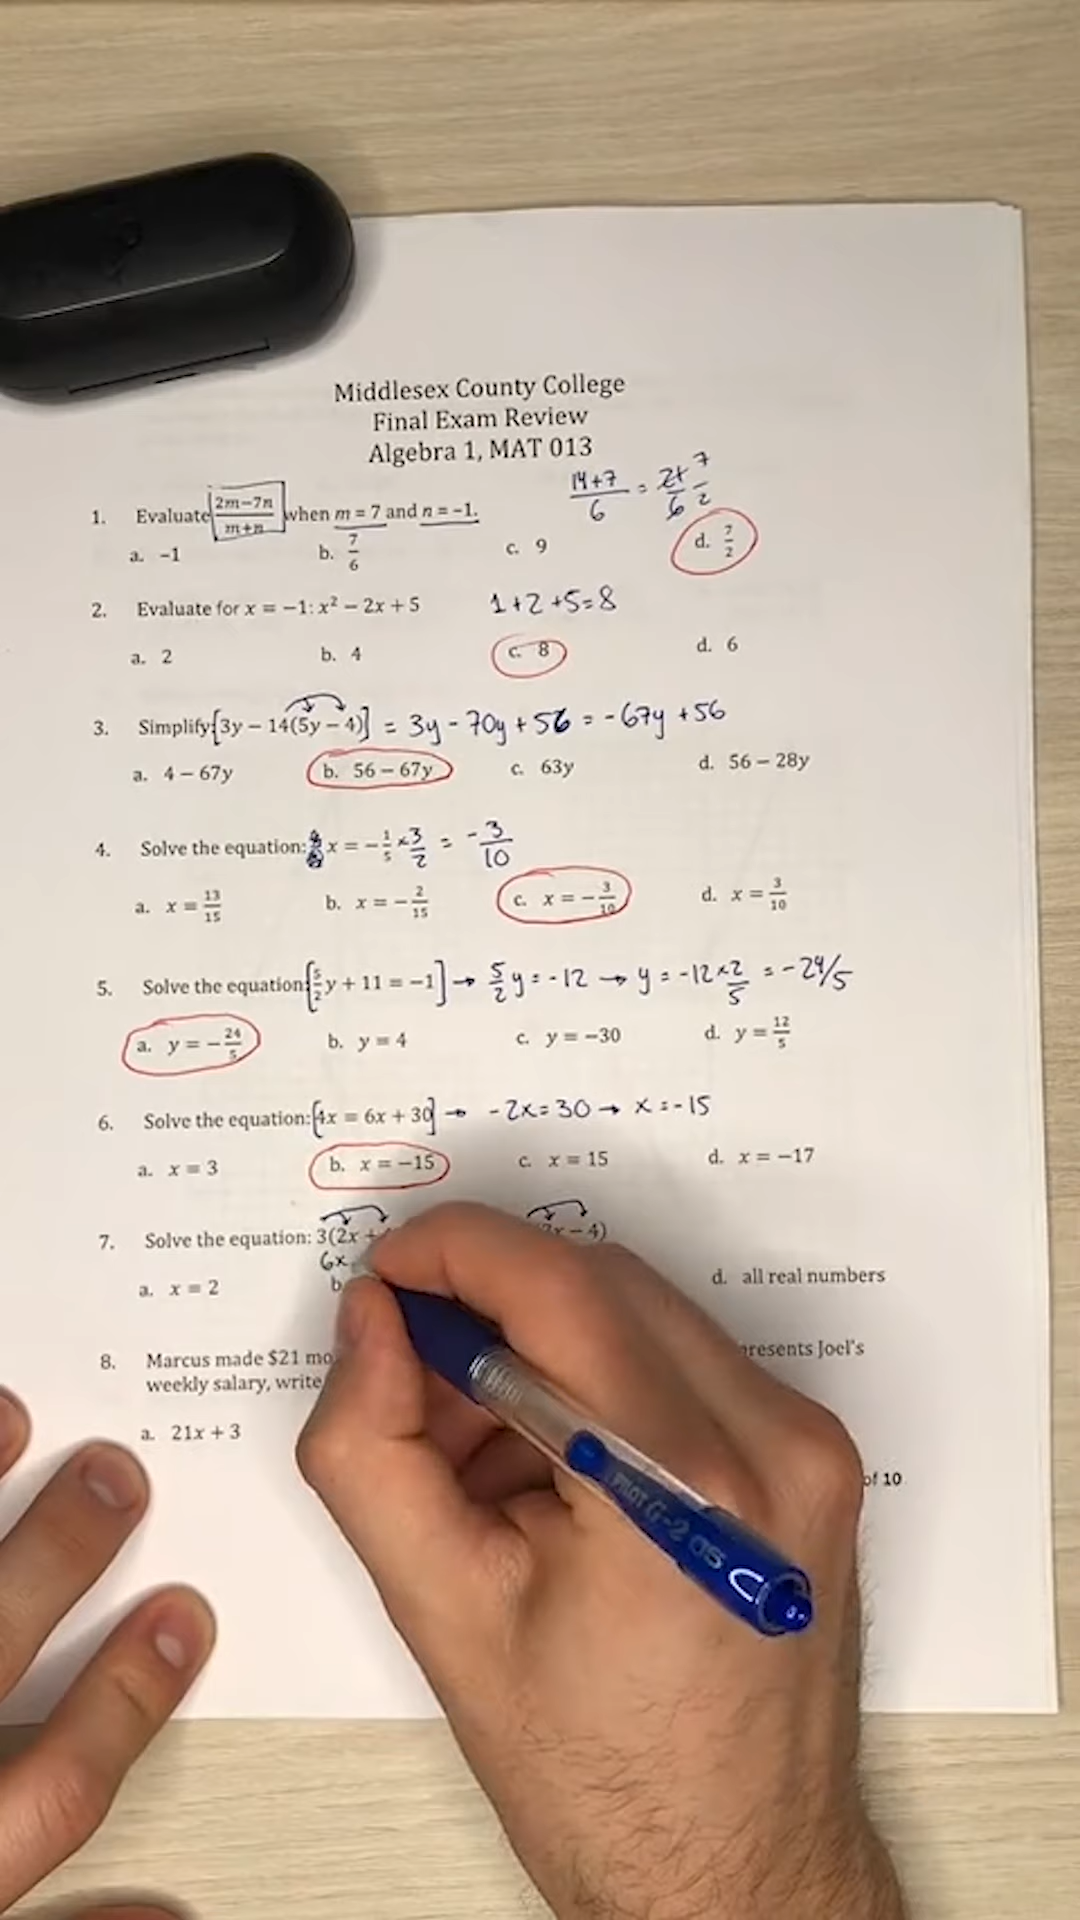 Middlesex County College
Final Exam Review
Algebra 1, MAT 013
14+7/6 = 21/6 7/2
1. Evaluate (2m−7n)/(m+n) when m = 7 and n = −1.
a. −1 b. 7/6 c. 9 d. 7/2
2. Evaluate for x = −1: x² − 2x + 5 1+2+5=8
a. 2 b. 4 c. 8 d. 6
3. Simplify: [3y − 14(5y − 4)] = 3y - 70y + 56 = -67y + 56
a. 4 − 67y b. 56 − 67y c. 63y d. 56 − 28y
4. Solve the equation: x = −1/5 × 3/2 = -3/10
a. x = 13/15 b. x = −2/15 c. x = −3/10 d. x = 3/10
5. Solve the equation: [5/2 y + 11 = −1] → 5/2 y = -12 → y = -12 × 2/5 = -24/5
a. y = −24/5 b. y = 4 c. y = −30 d. y = 12/5
6. Solve the equation: [4x = 6x + 30] → -2x = 30 → x = -15
a. x = 3 b. x = −15 c. x = 15 d. x = −17
7. Solve the equation: 3(2x + − 4)
6x
a. x = 2 b. d. all real numbers
8. Marcus made $21 Joel's
weekly salary, write
a. 21x + 3
of 10
PILOT G-2 05